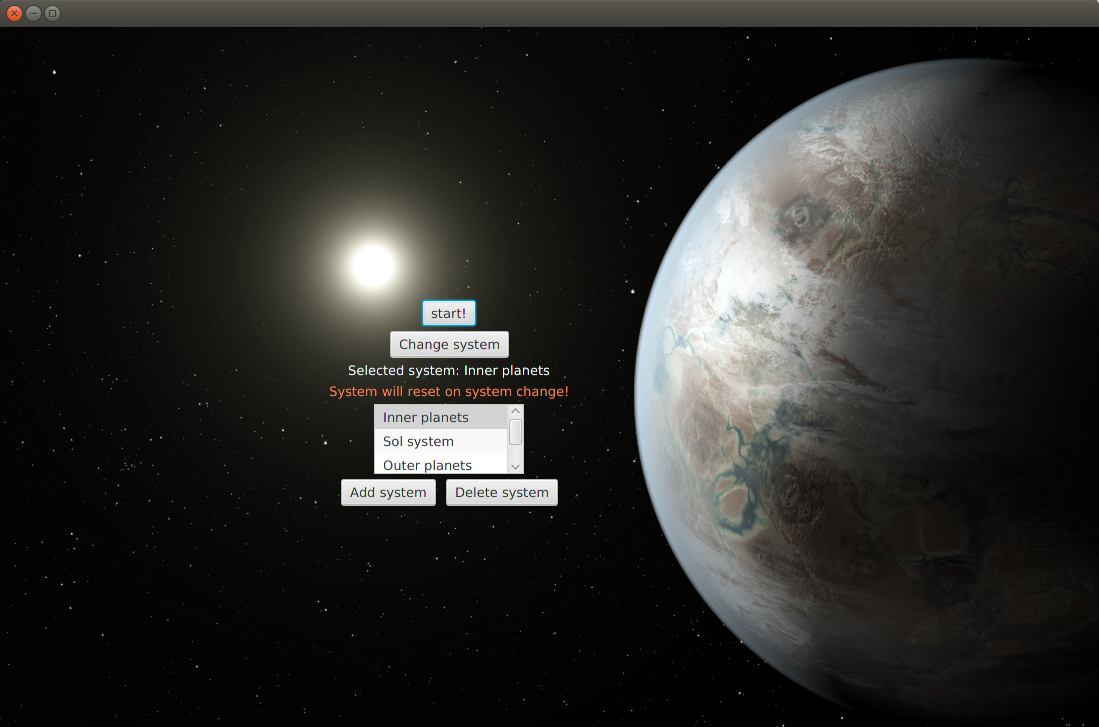 start!
Change system
Selected system: Inner planets
System will reset on system change!
Inner planets
Sol system
Outer planets
Add system Delete system